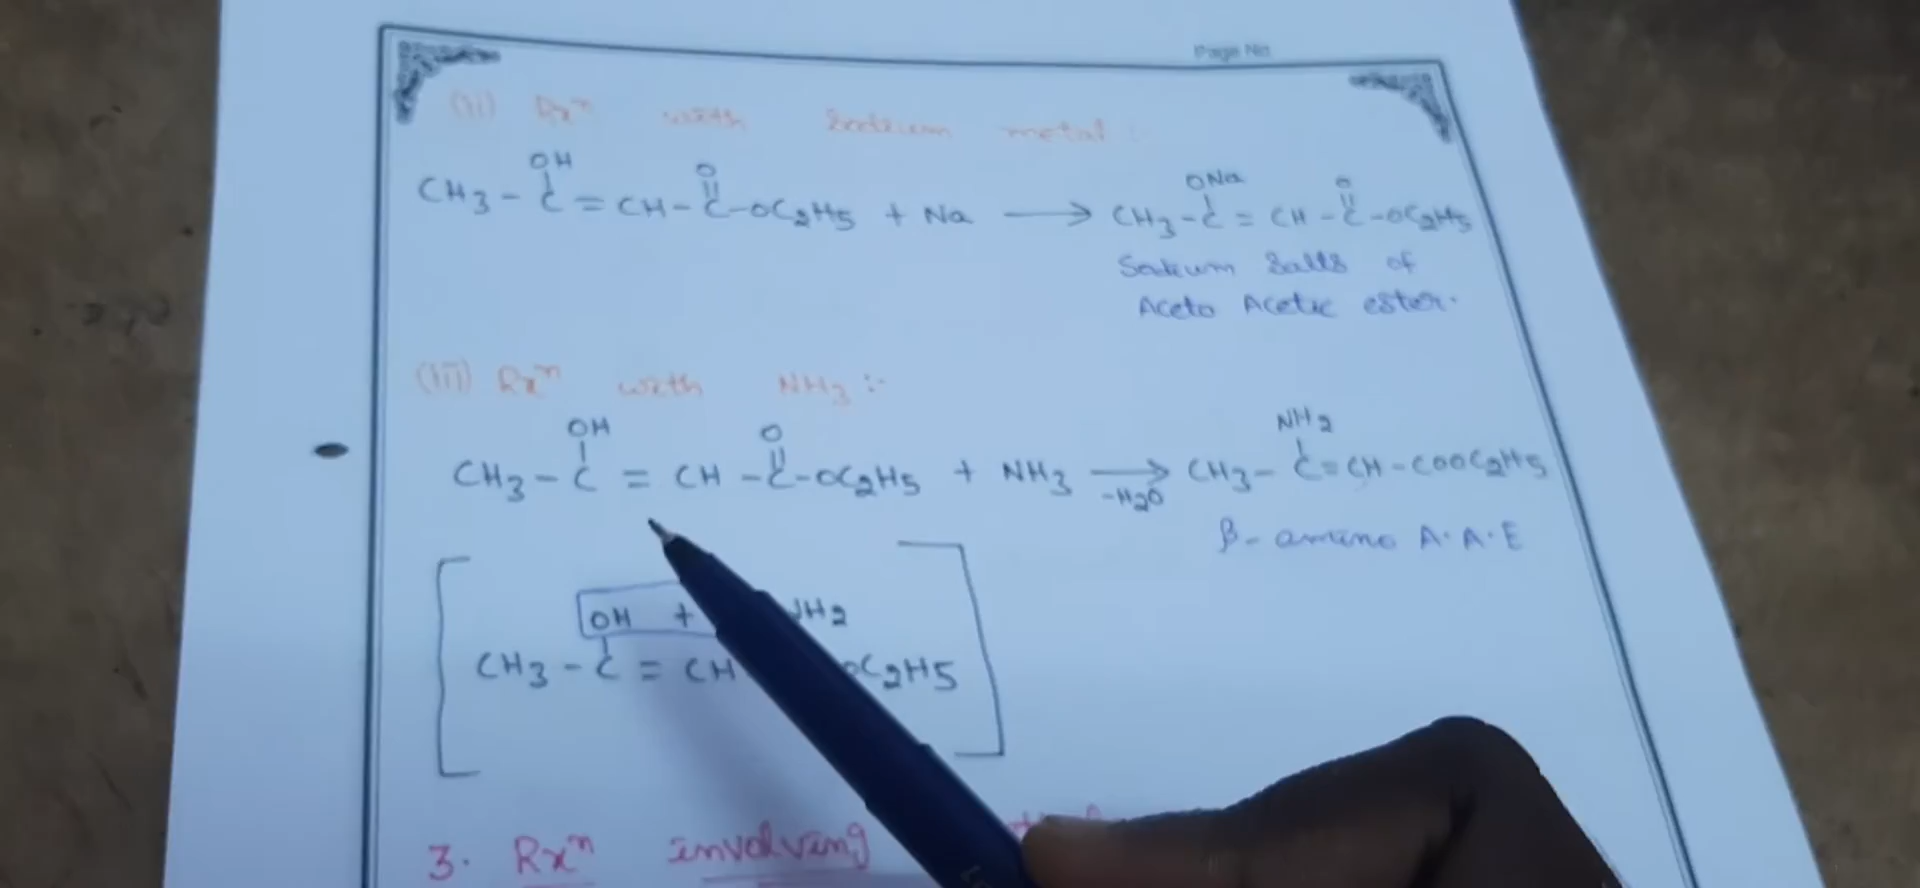 Page No
(ii) Rxⁿ with Sodium metal :
OH O ONa O
CH3 - C = CH - C - OC2H5 + Na ⟶ CH3 - C = CH - C - OC2H5
Sodium Salts of
Aceto Acetic ester.
(iii) Rxⁿ with NH3 :-
OH O NH2
CH3 - C = CH - C - OC2H5 + NH3 ⟶ CH3 - C = CH - COOC2H5
-H2O
β- amino A.A.E
OH + NH2
CH3 - C = CH OC2H5
3. Rxⁿ involving